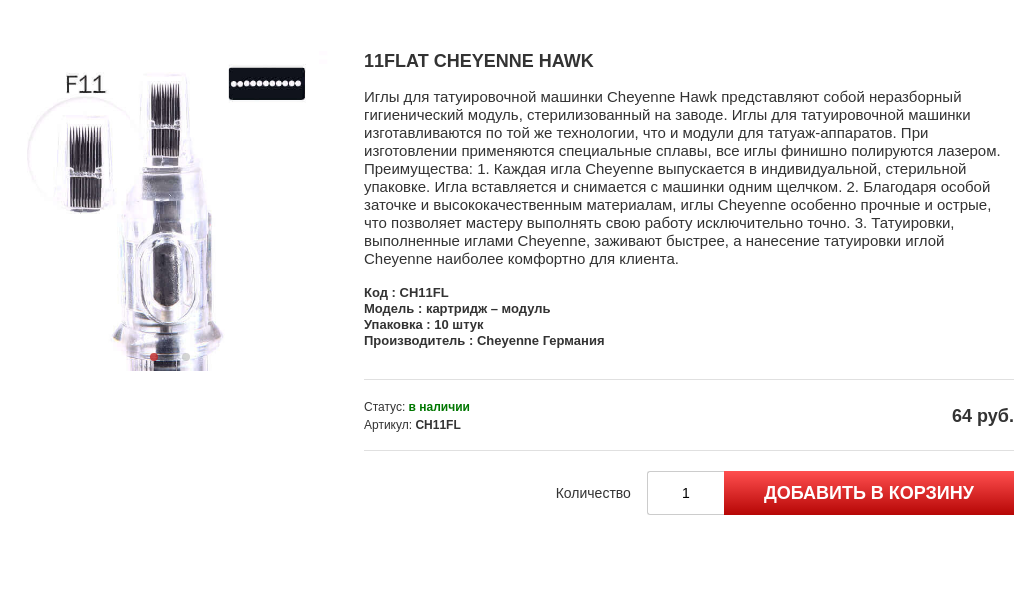 F11
11FLAT CHEYENNE HAWK
Иглы для татуировочной машинки Cheyenne Hawk представляют собой неразборный
гигиенический модуль, стерилизованный на заводе. Иглы для татуировочной машинки
изготавливаются по той же технологии, что и модули для татуаж-аппаратов. При
изготовлении применяются специальные сплавы, все иглы финишно полируются лазером.
Преимущества: 1. Каждая игла Cheyenne выпускается в индивидуальной, стерильной
упаковке. Игла вставляется и снимается с машинки одним щелчком. 2. Благодаря особой
заточке и высококачественным материалам, иглы Cheyenne особенно прочные и острые,
что позволяет мастеру выполнять свою работу исключительно точно. 3. Татуировки,
выполненные иглами Cheyenne, заживают быстрее, а нанесение татуировки иглой
Cheyenne наиболее комфортно для клиента.
Код : CH11FL
Модель : картридж – модуль
Упаковка : 10 штук
Производитель : Cheyenne Германия
Статус: в наличии
Артикул: CH11FL
64 руб.
Количество 1 ДОБАВИТЬ В КОРЗИНУ